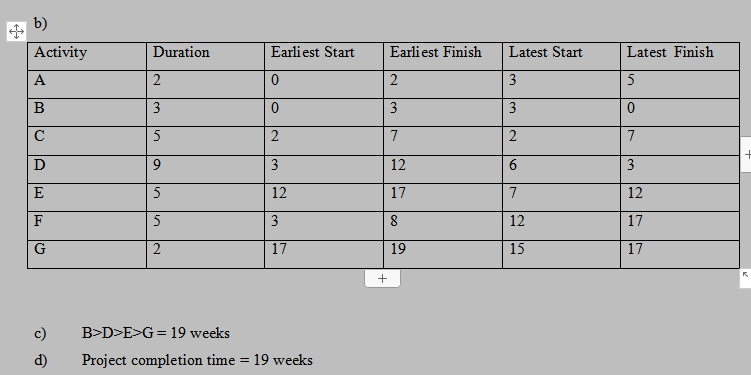 b)
Activity Duration Earliest Start Earliest Finish Latest Start Latest Finish
A 2 0 2 3 5
B 3 0 3 3 0
C 5 2 7 2 7
D 9 3 12 6 3
E 5 12 17 7 12
F 5 3 8 12 17
G 2 17 19 15 17
c) B>D>E>G = 19 weeks
d) Project completion time = 19 weeks